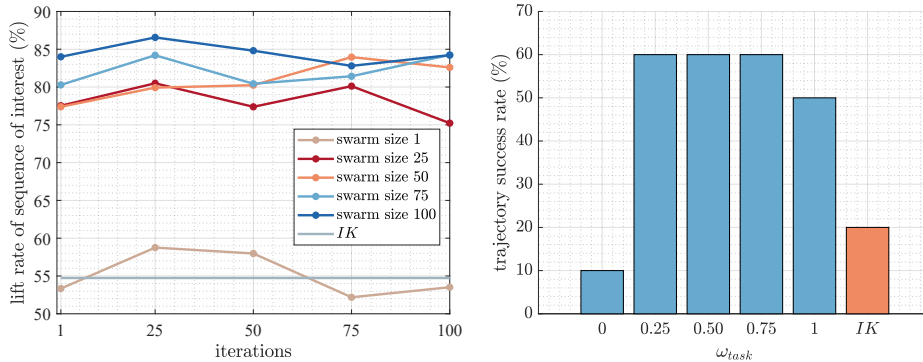 lift rate of sequence of interest (%)
90
85
80
75
70
65
60
55
50
swarm size 1
swarm size 25
swarm size 50
swarm size 75
swarm size 100
IK
1 25 50 75 100
iterations
trajectory success rate (%)
70
60
50
40
30
20
10
0
0 0.25 0.50 0.75 1 IK
ω_task